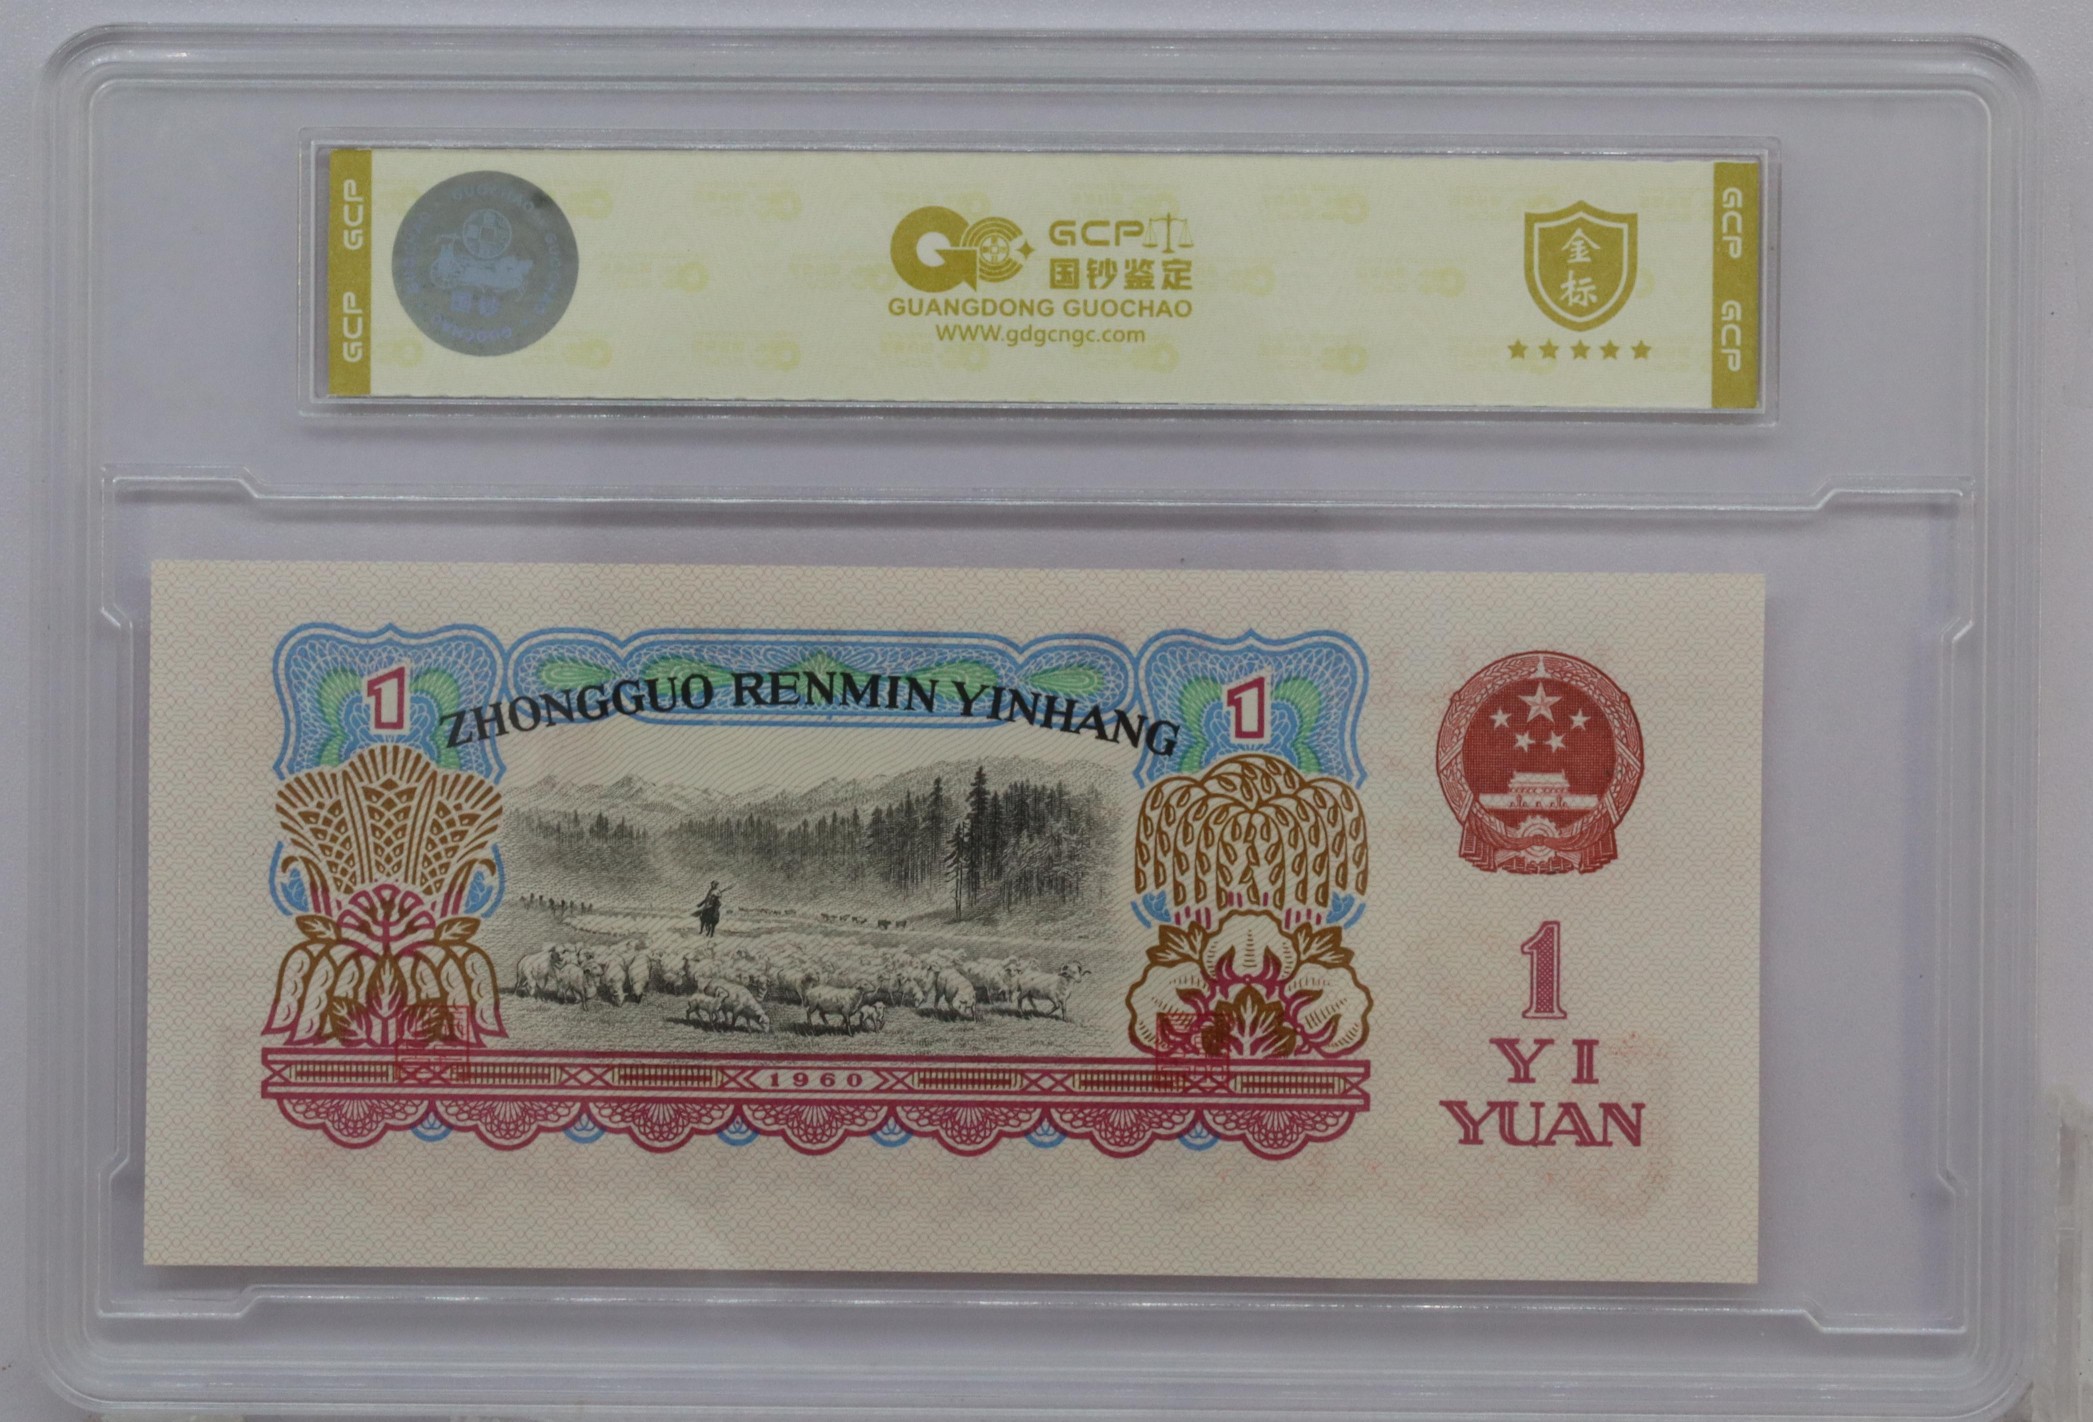 GCP
GCP
GCP
国钞鉴定
GUANGDONG GUOCHAO
WWW.gdgcngc.com
金标
GCP
GCP
ZHONGGUO RENMIN YINHANG
1
1
1960
1
YI
YUAN